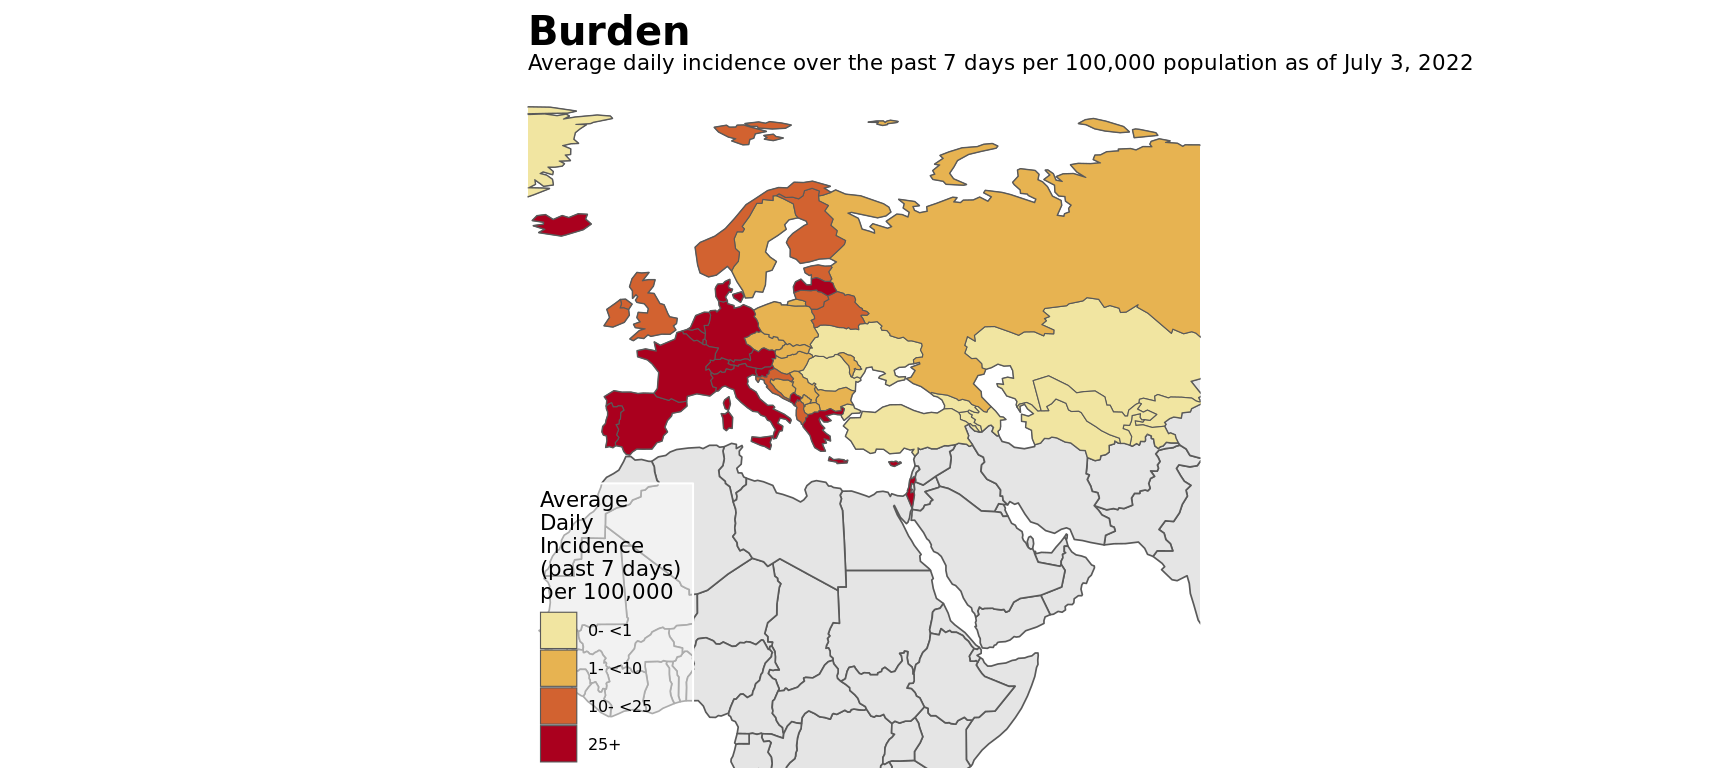 Burden
Average daily incidence over the past 7 days per 100,000 population as of July 3, 2022
Average
Daily
Incidence
(past 7 days)
per 100,000
0- <1
1- <10
10- <25
25+